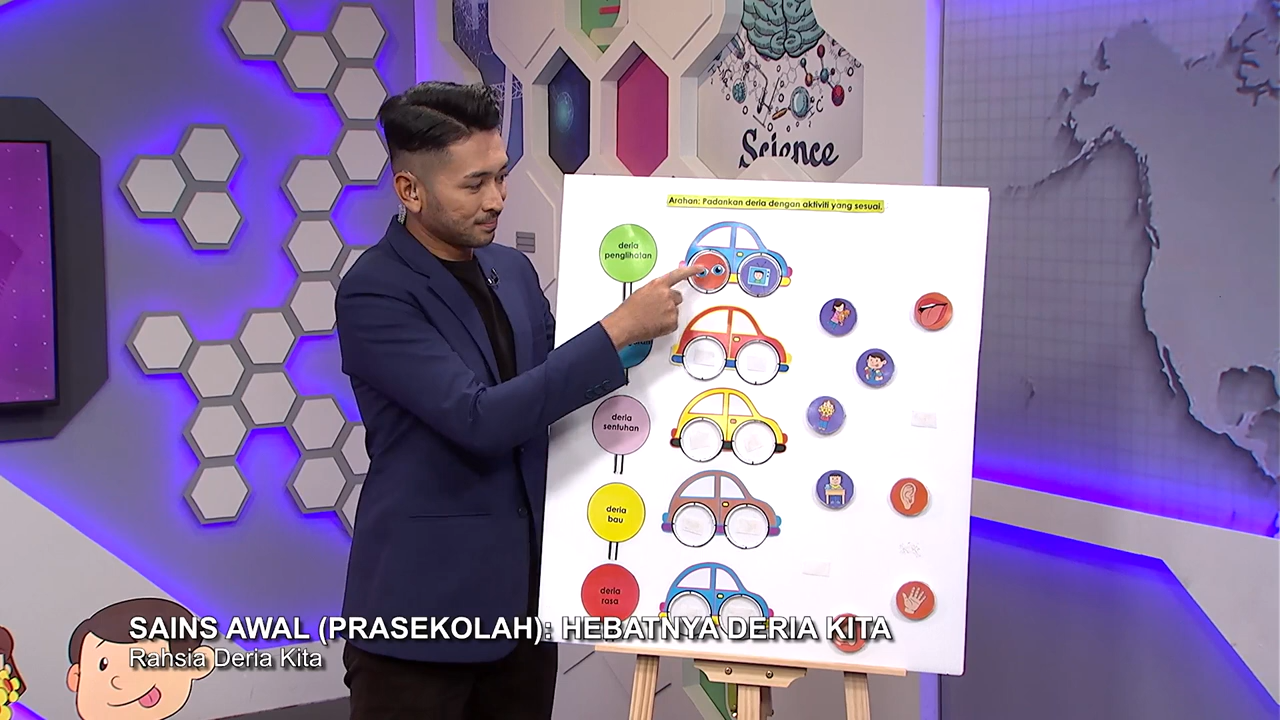 Science
Arahan: Padankan deria dengan aktiviti yang sesuai.
deria
penglihatan
deria
sentuhan
deria
bau
deria
rasa
SAINS AWAL (PRASEKOLAH): HEBATNYA DERIA KITA
Rahsia Deria Kita